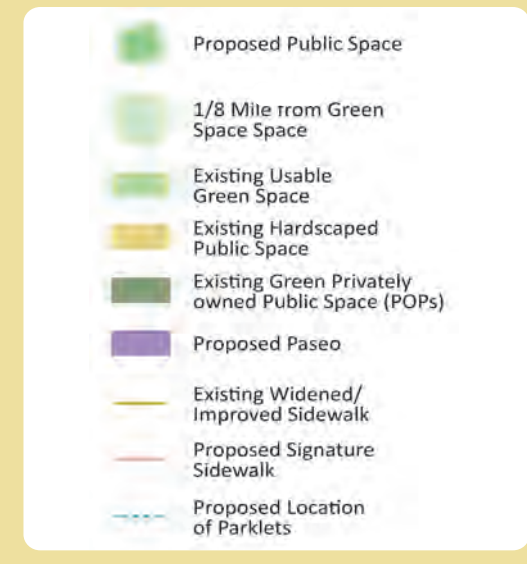 Proposed Public Space
1/8 Mile from Green
Space Space
Existing Usable
Green Space
Existing Hardscaped
Public Space
Existing Green Privately
owned Public Space (POPs)
Proposed Paseo
Existing Widened/
Improved Sidewalk
Proposed Signature
Sidewalk
Proposed Location
of Parklets